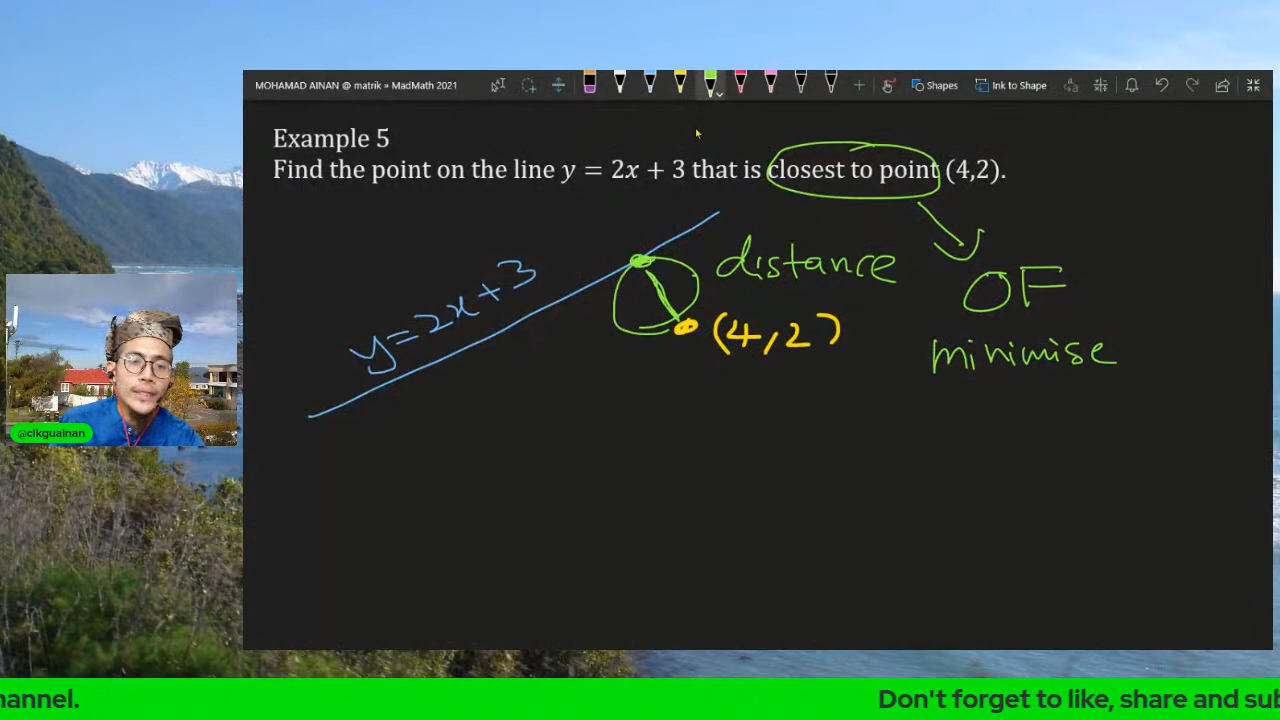 MOHAMAD AINAN @ matrik » MadMath 2021
Shapes
Ink to Shape
Example 5
Find the point on the line y = 2x + 3 that is closest to point (4,2).
y=2x+3
distance
(4,2)
OF
minimise
@cikguainan
hannel.
Don't forget to like, share and sub